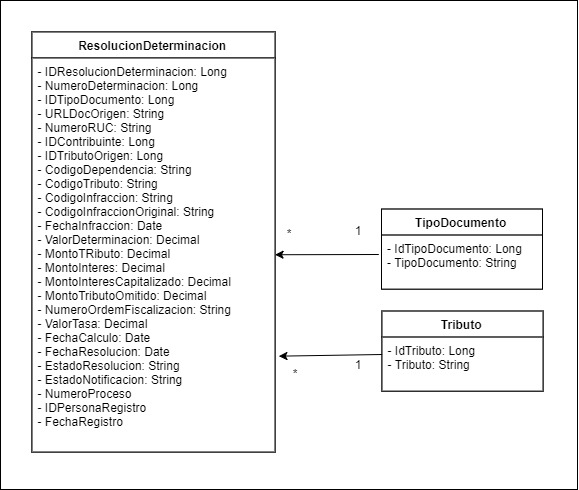 ResolucionDeterminacion
- IDResolucionDeterminacion: Long
- NumeroDeterminacion: Long
- IDTipoDocumento: Long
- URLDocOrigen: String
- NumeroRUC: String
- IDContribuinte: Long
- IDTributoOrigen: Long
- CodigoDependencia: String
- CodigoTributo: String
- CodigoInfraccion: String
- CodigoInfraccionOriginal: String
- FechaInfraccion: Date
- ValorDeterminacion: Decimal
- MontoTRibuto: Decimal
- MontoInteres: Decimal
- MontoInteresCapitalizado: Decimal
- MontoTributoOmitido: Decimal
- NumeroOrdemFiscalizacion: String
- ValorTasa: Decimal
- FechaCalculo: Date
- FechaResolucion: Date
- EstadoResolucion: String
- EstadoNotificacion: String
- NumeroProceso
- IDPersonaRegistro
- FechaRegistro
* 1
TipoDocumento
- IdTipoDocumento: Long
- TipoDocumento: String
* 1
Tributo
- IdTributo: Long
- Tributo: String